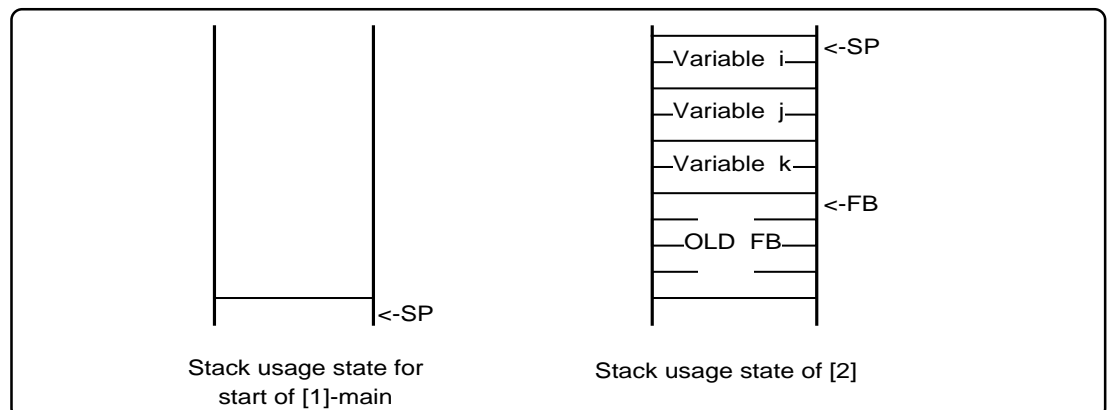 <-SP
Variable i
Variable j
Variable k
<-FB
OLD FB
<-SP
Stack usage state for
start of [1]-main
Stack usage state of [2]